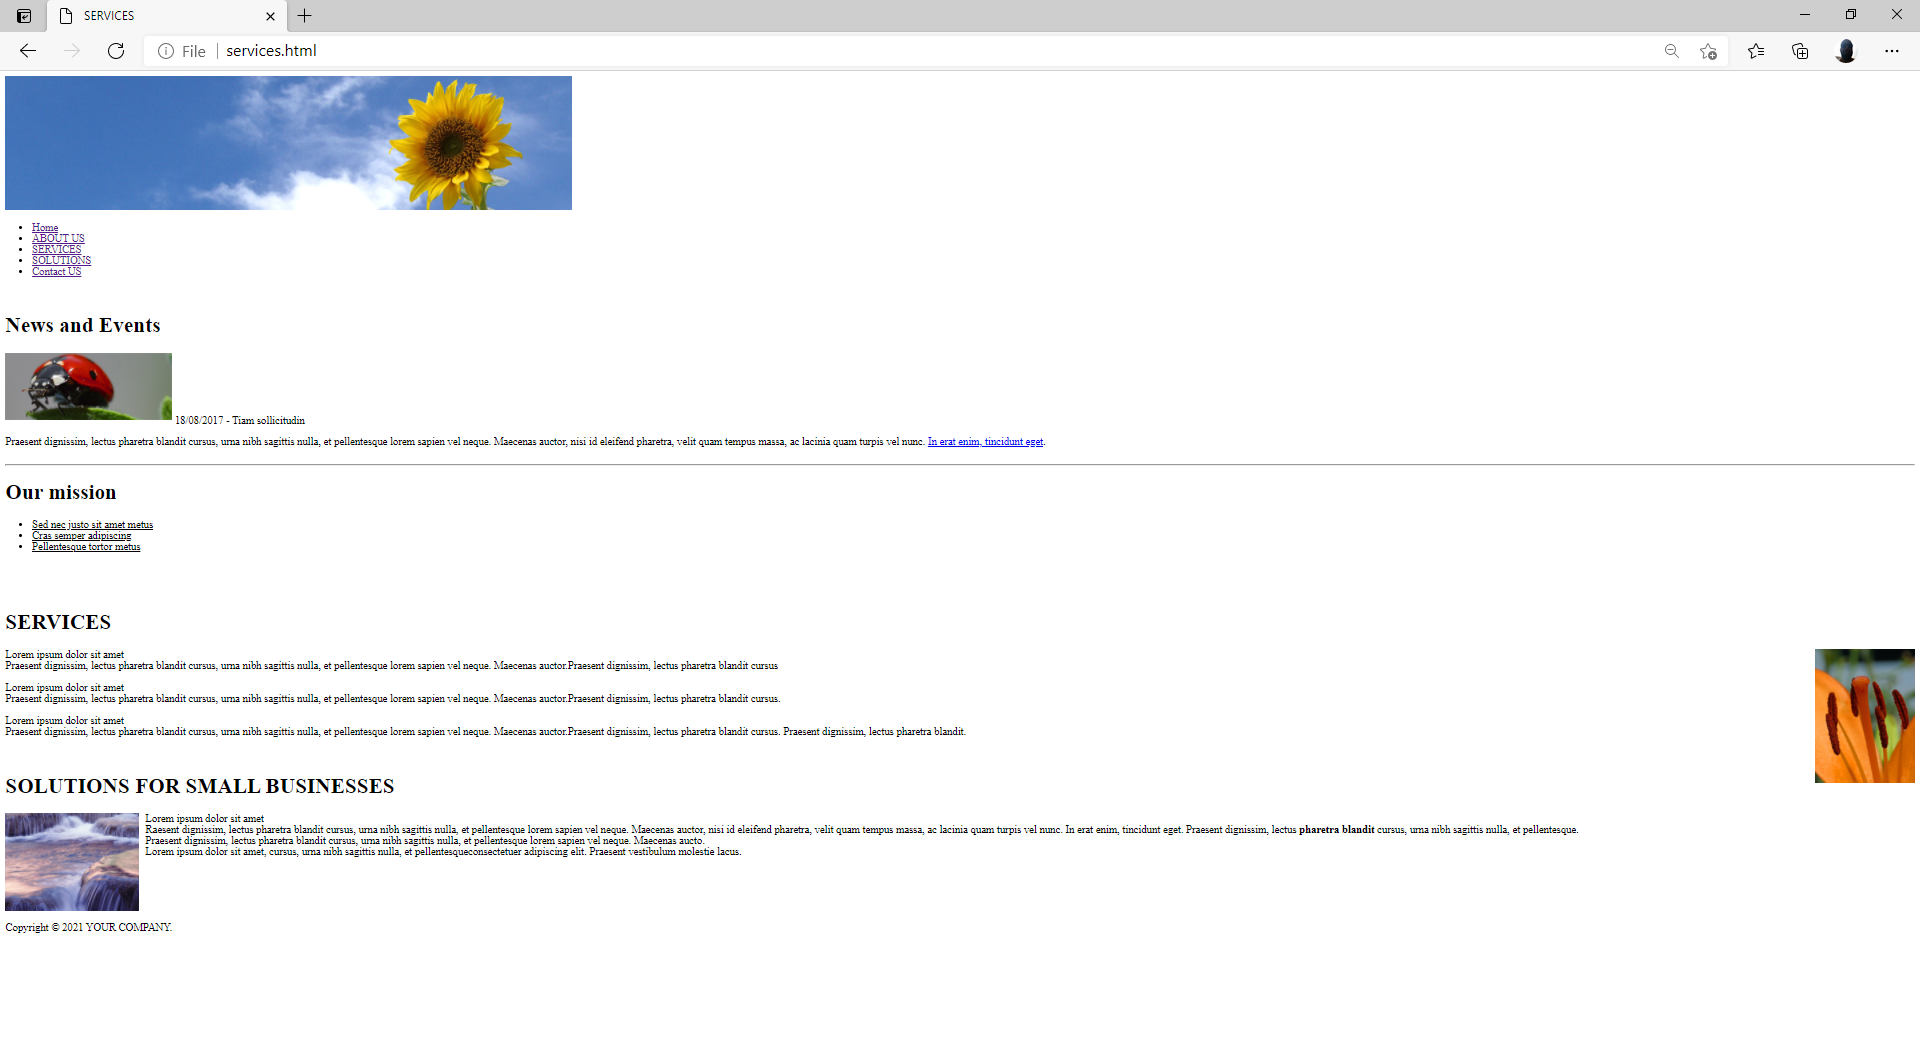 SERVICES
File
services.html
Home
ABOUT US
SERVICES
SOLUTIONS
Contact US
News and Events
18/08/2017 - Tiam sollicitudin
Praesent dignissim, lectus pharetra blandit cursus, urna nibh sagittis nulla, et pellentesque lorem sapien vel neque. Maecenas auctor, nisi id eleifend pharetra, velit quam tempus massa, ac lacinia quam turpis vel nunc. In erat enim, tincidunt eget.
Our mission
Sed nec justo sit amet metus
Cras semper adipiscing
Pellentesque tortor metus
SERVICES
Lorem ipsum dolor sit amet
Praesent dignissim, lectus pharetra blandit cursus, urna nibh sagittis nulla, et pellentesque lorem sapien vel neque. Maecenas auctor.Praesent dignissim, lectus pharetra blandit cursus
Lorem ipsum dolor sit amet
Praesent dignissim, lectus pharetra blandit cursus, urna nibh sagittis nulla, et pellentesque lorem sapien vel neque. Maecenas auctor.Praesent dignissim, lectus pharetra blandit cursus.
Lorem ipsum dolor sit amet
Praesent dignissim, lectus pharetra blandit cursus, urna nibh sagittis nulla, et pellentesque lorem sapien vel neque. Maecenas auctor.Praesent dignissim, lectus pharetra blandit cursus. Praesent dignissim, lectus pharetra blandit.
SOLUTIONS FOR SMALL BUSINESSES
Lorem ipsum dolor sit amet
Raesent dignissim, lectus pharetra blandit cursus, urna nibh sagittis nulla, et pellentesque lorem sapien vel neque. Maecenas auctor, nisi id eleifend pharetra, velit quam tempus massa, ac lacinia quam turpis vel nunc. In erat enim, tincidunt eget. Praesent dignissim, lectus pharetra blandit cursus, urna nibh sagittis nulla, et pellentesque.
Praesent dignissim, lectus pharetra blandit cursus, urna nibh sagittis nulla, et pellentesque lorem sapien vel neque. Maecenas aucto.
Lorem ipsum dolor sit amet, cursus, urna nibh sagittis nulla, et pellentesqueconsectetuer adipiscing elit. Praesent vestibulum molestie lacus.
Copyright © 2021 YOUR COMPANY.